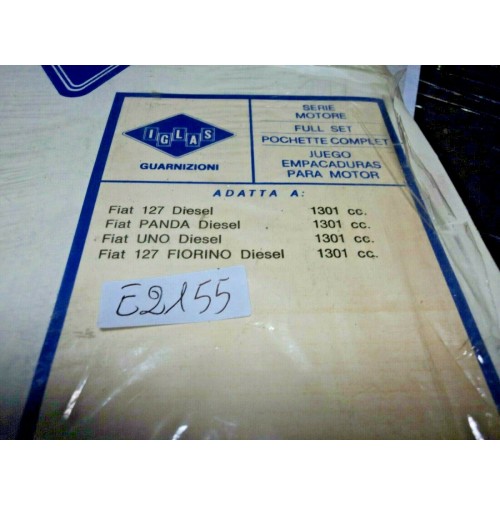 IGLAS
GUARNIZIONI
SERIE
MOTORE
FULL SET
POCHETTE COMPLET
JUEGO
EMPACADURAS
PARA MOTOR
ADATTA A:
Fiat 127 Diesel 1301 cc.
Fiat PANDA Diesel 1301 cc.
Fiat UNO Diesel 1301 cc.
Fiat 127 FIORINO Diesel 1301 cc.
E2155